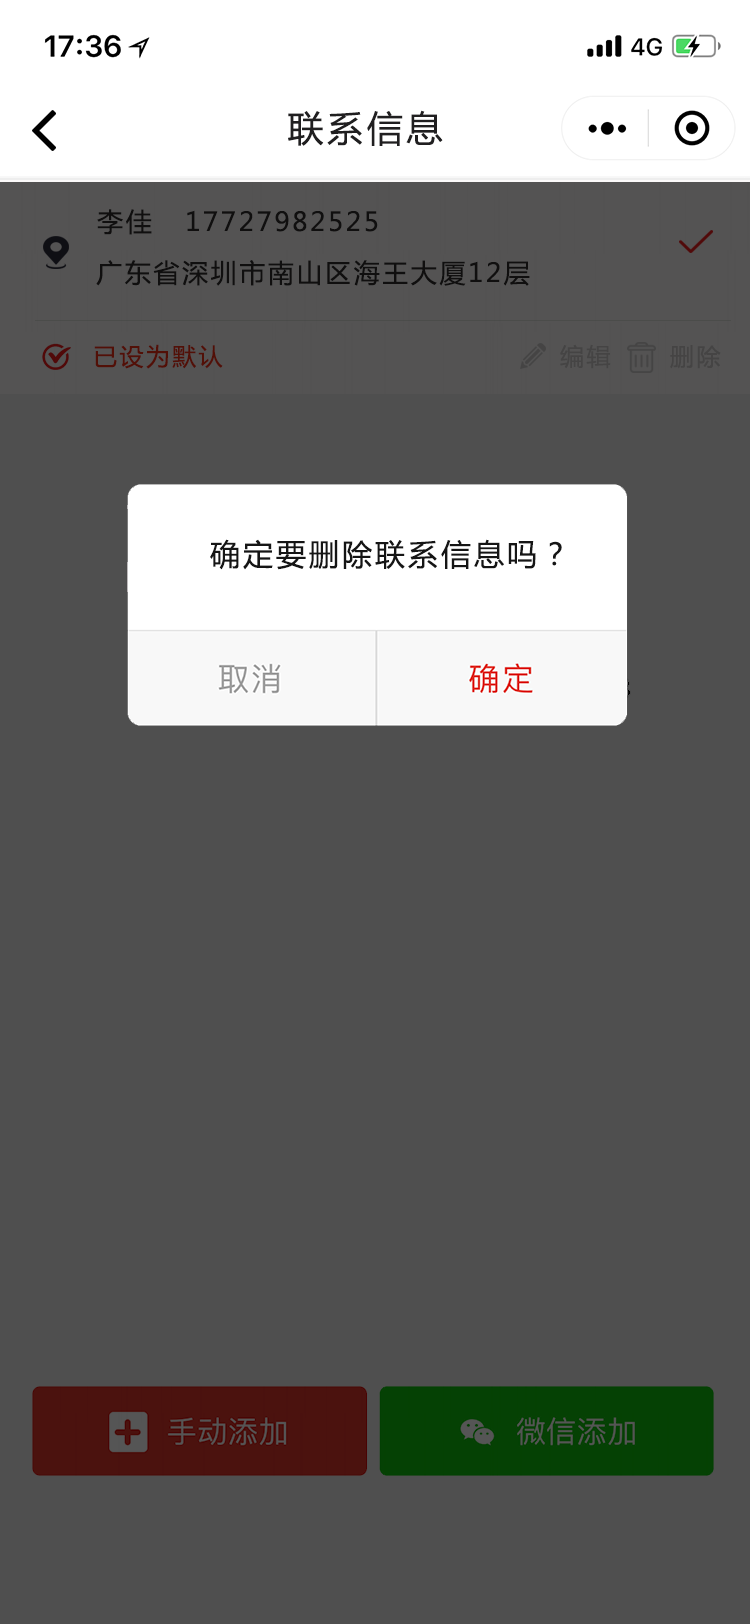 17:36 4G
联系信息
李佳 17727982525
广东省深圳市南山区海王大厦12层
已设为默认 编辑 删除
确定要删除联系信息吗？
取消 确定
手动添加 微信添加